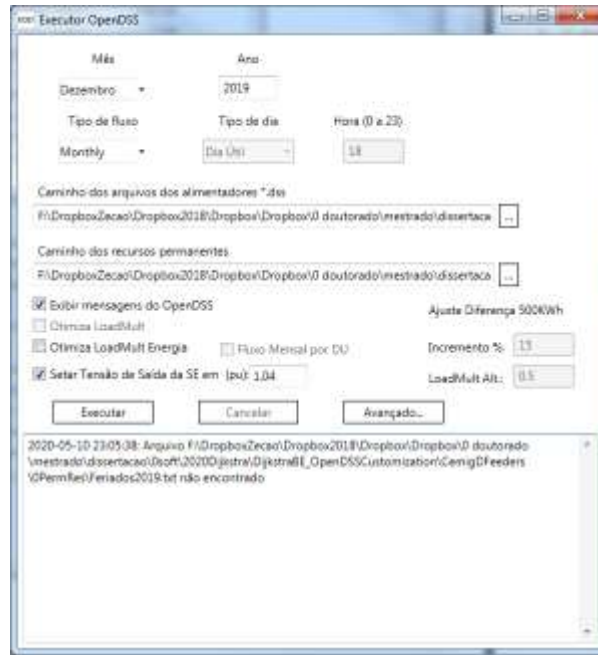 Executor OpenDSS
Mês Ano
Dezembro 2019
Tipo de fluxo Tipo de dia Hora (0 a 23)
Monthly Dia Útil 18
Caminho dos arquivos dos alimentadores *.dss
F:\DropboxZecao\Dropbox2018\Dropbox\Dropbox\0 doutorado\mestrado\dissertaca ...
Caminho dos recursos permanentes
F:\DropboxZecao\Dropbox2018\Dropbox\Dropbox\0 doutorado\mestrado\dissertaca ...
Exibir mensagens do OpenDSS Ajuste Diferença 500KWh
Otimiza LoadMult
Otimiza LoadMult Energia Fluxo Mensal por DU Incremento %: 15
Setar Tensão de Saída da SE em (pu): 1.04 LoadMult Alt.: 0.5
Executar Cancelar Avançado...
2020-05-10 23:05:38: Arquivo F:\DropboxZecao\Dropbox2018\Dropbox\Dropbox\0 doutorado
\mestrado\dissertacao\0soft\2020Dijkstra\DijkstraBE_OpenDSSCustomization\CemigDFeeders
\0PermRes\Feriados2019.txt não encontrado